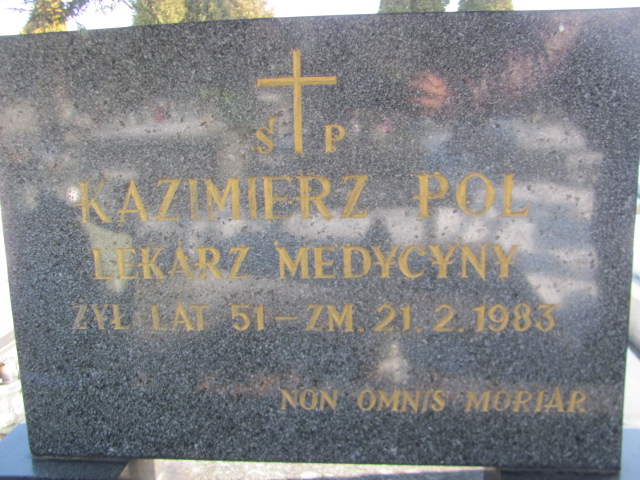 Ś P
KAZIMIERZ POL
LEKARZ MEDYCYNY
ŻYŁ LAT 51 – ZM. 21. 2. 1983
NON OMNIS MORIAR